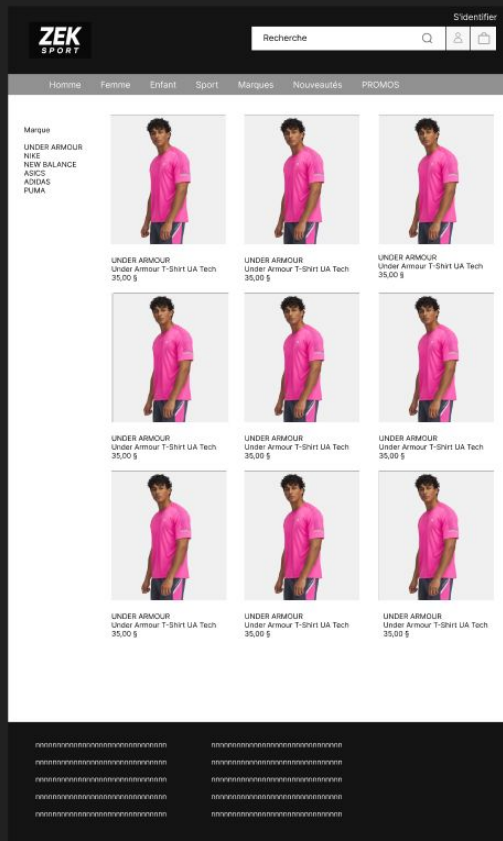 S'identifier
ZEK
SPORT
Recherche
Homme Femme Enfant Sport Marques Nouveautés PROMOS
Marque
UNDER ARMOUR
NIKE
NEW BALANCE
ASICS
ADIDAS
PUMA
UNDER ARMOUR
Under Armour T-Shirt UA Tech
35,00 §
UNDER ARMOUR
Under Armour T-Shirt UA Tech
35,00 §
UNDER ARMOUR
Under Armour T-Shirt UA Tech
35,00 §
UNDER ARMOUR
Under Armour T-Shirt UA Tech
35,00 §
UNDER ARMOUR
Under Armour T-Shirt UA Tech
35,00 §
UNDER ARMOUR
Under Armour T-Shirt UA Tech
35,00 §
UNDER ARMOUR
Under Armour T-Shirt UA Tech
35,00 §
UNDER ARMOUR
Under Armour T-Shirt UA Tech
35,00 §
UNDER ARMOUR
Under Armour T-Shirt UA Tech
35,00 §